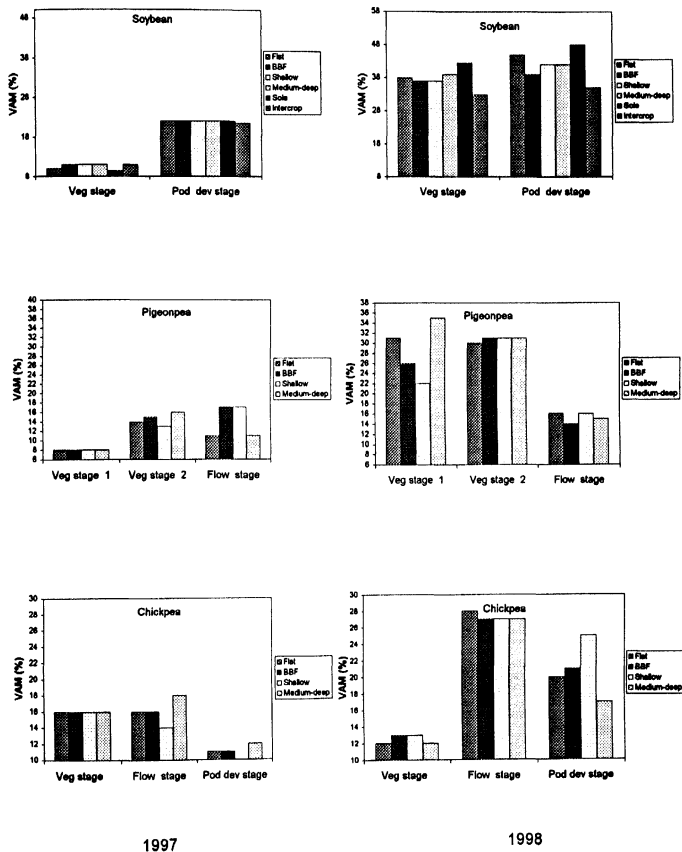 Soybean
VAM (%)
48
38
28
18
8
Veg stage
Pod dev stage
Flat
BBF
Shallow
Medium-deep
Sole
Intercrop
Soybean
VAM (%)
58
48
38
28
18
8
Veg stage
Pod dev stage
Flat
BBF
Shallow
Medium-deep
Sole
Intercrop
Pigeonpea
VAM (%)
40
38
36
34
32
30
28
26
24
22
20
18
16
14
12
10
8
6
Veg stage 1
Veg stage 2
Flow stage
Flat
BBF
Shallow
Medium-deep
Pigeonpea
VAM (%)
38
36
34
32
30
28
26
24
22
20
18
16
14
12
10
8
6
Veg stage 1
Veg stage 2
Flow stage
Flat
BBF
Shallow
Medium-deep
Chickpea
VAM (%)
30
28
26
24
22
20
18
16
14
12
10
Veg stage
Flow stage
Pod dev stage
Flat
BBF
Shallow
Medium-deep
Chickpea
VAM (%)
30
28
26
24
22
20
18
16
14
12
10
Veg stage
Flow stage
Pod dev stage
Flat
BBF
Shallow
Medium-deep
1997
1998